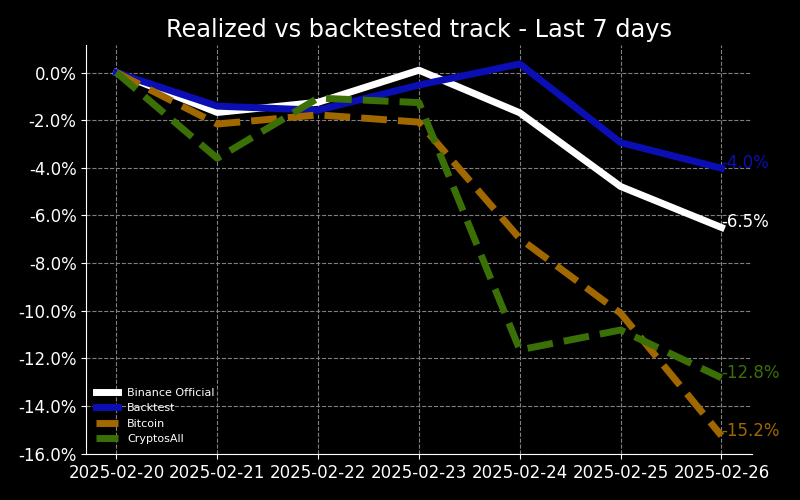 Realized vs backtested track - Last 7 days
0.0%
-2.0%
-4.0%
-6.0%
-8.0%
-10.0%
-12.0%
-14.0%
-16.0%
-4.0%
-6.5%
-12.8%
-15.2%
Binance Official
Backtest
Bitcoin
CryptosAll
2025-02-20 2025-02-21 2025-02-22 2025-02-23 2025-02-24 2025-02-25 2025-02-26